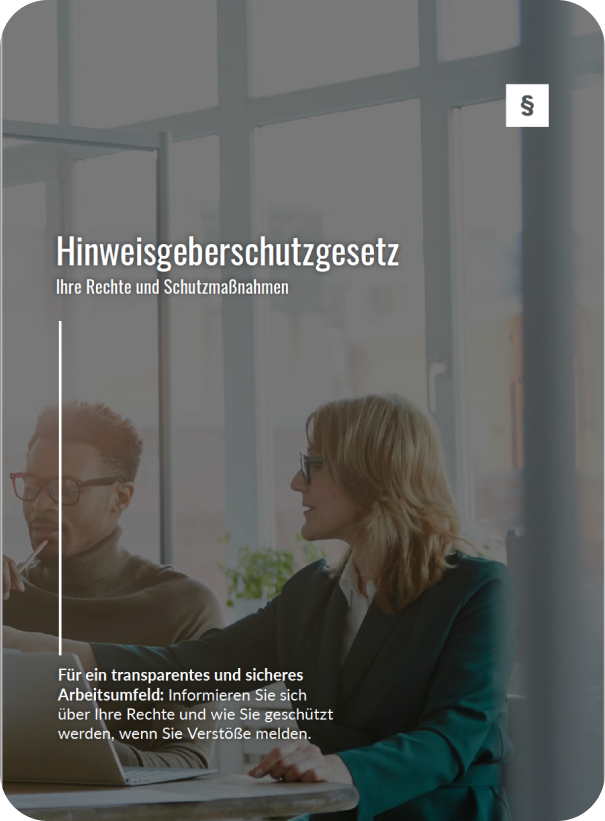 §
Hinweisgeberschutzgesetz
Ihre Rechte und Schutzmaßnahmen
Für ein transparentes und sicheres
Arbeitsumfeld: Informieren Sie sich
über Ihre Rechte und wie Sie geschützt
werden, wenn Sie Verstöße melden.